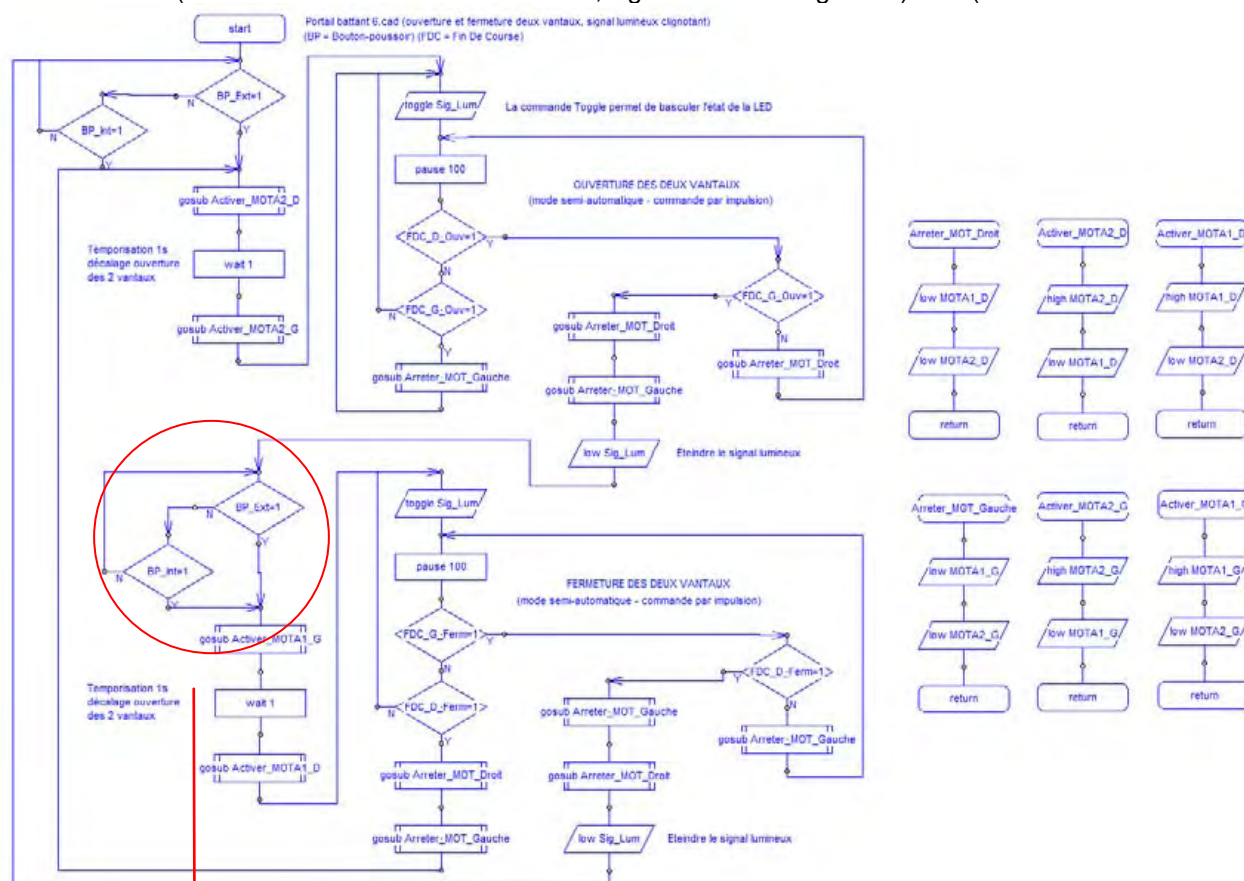 start
Portail battant 6.cad (ouverture et fermeture deux vantaux, signal lumineux clignotant)
(BP = Bouton-poussoir) (FDC = Fin De Course)
BP_Ext=1
N
Y
BP_Int=1
N
Y
gosub Activer_MOTA2_D
Temporisation 1s
décalage ouverture
des 2 vantaux
wait 1
gosub Activer_MOTA2_G
toggle Sig_Lum
La commande Toggle permet de basculer l'état de la LED
pause 100
OUVERTURE DES DEUX VANTAUX
(mode semi-automatique - commande par impulsion)
FDC_D_Ouv=1
Y
N
FDC_G_Ouv=1
N
Y
gosub Arreter_MOT_Gauche
FDC_G_Ouv=1
Y
N
gosub Arreter_MOT_Droit
gosub Arreter_MOT_Droit
gosub Arreter_MOT_Gauche
low Sig_Lum
Eteindre le signal lumineux
BP_Ext=1
N
Y
BP_Int=1
N
Y
gosub Activer_MOTA1_G
Temporisation 1s
décalage ouverture
des 2 vantaux
wait 1
gosub Activer_MOTA1_D
toggle Sig_Lum
pause 100
FERMETURE DES DEUX VANTAUX
(mode semi-automatique - commande par impulsion)
FDC_G_Ferm=1
Y
N
FDC_D_Ferm=1
N
Y
gosub Arreter_MOT_Droit
gosub Arreter_MOT_Gauche
FDC_D_Ferm=1
Y
N
gosub Arreter_MOT_Gauche
gosub Arreter_MOT_Gauche
gosub Arreter_MOT_Droit
low Sig_Lum
Eteindre le signal lumineux
Arreter_MOT_Droit
low MOTA1_D
low MOTA2_D
return
Activer_MOTA2_D
high MOTA2_D
low MOTA1_D
return
Activer_MOTA1_D
high MOTA1_D
low MOTA2_D
return
Arreter_MOT_Gauche
low MOTA1_G
low MOTA2_G
return
Activer_MOTA2_G
high MOTA2_G
low MOTA1_G
return
Activer_MOTA1_
high MOTA1_G
low MOTA2_G
return